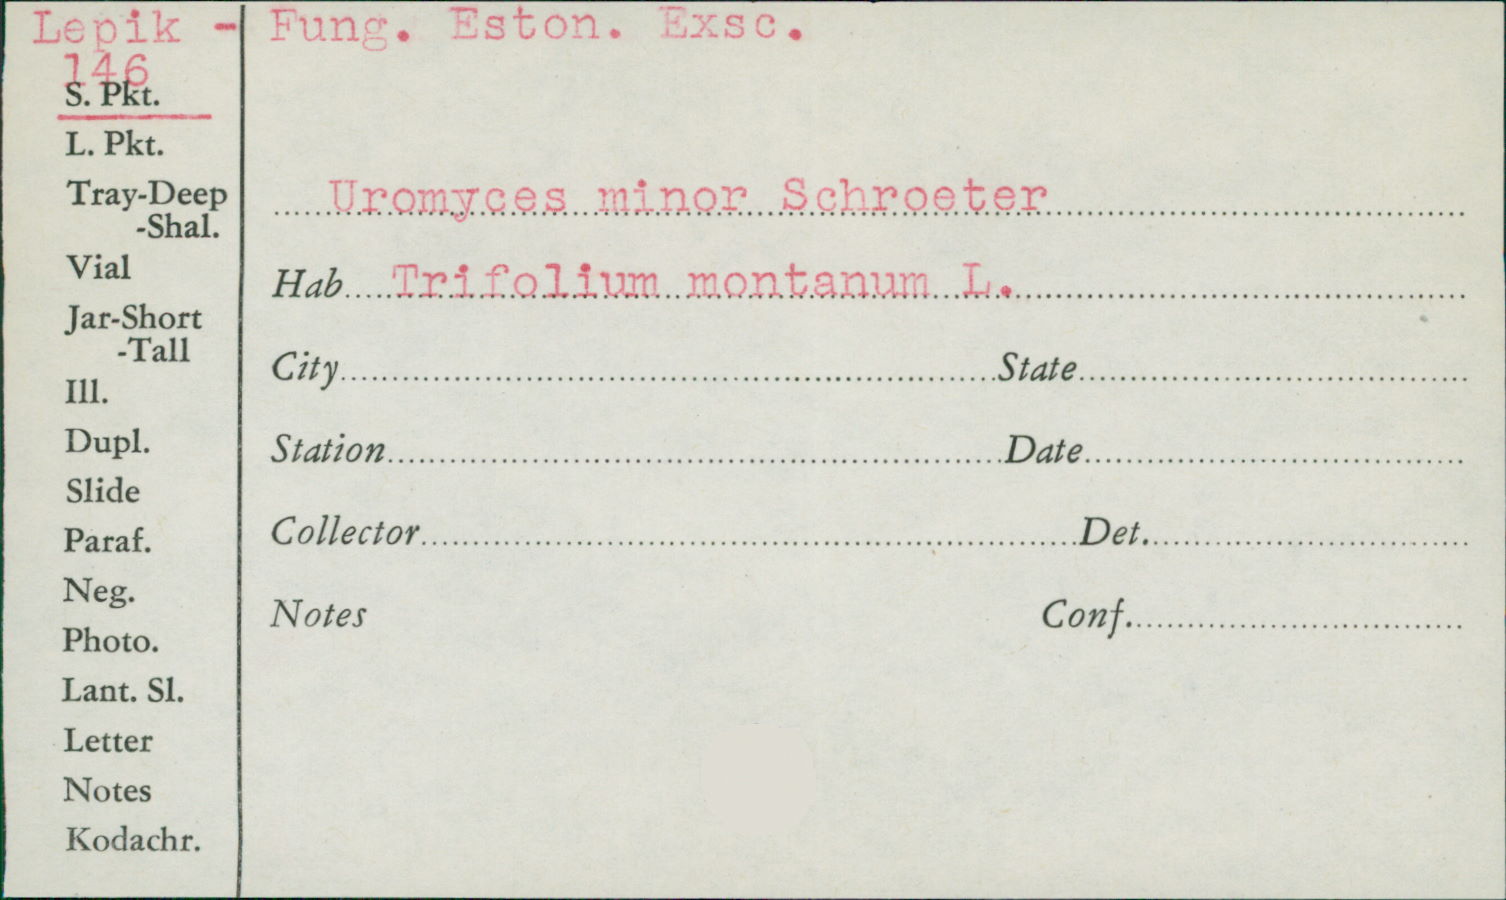 Lepik - Fung. Eston. Exsc.
146
S. Pkt.
L. Pkt.
Tray-Deep
-Shal.
Vial
Jar-Short
-Tall
Ill.
Dupl.
Slide
Paraf.
Neg.
Photo.
Lant. Sl.
Letter
Notes
Kodachr.
Uromyces minor Schroeter
Hab. Trifolium montanum L.
City State
Station Date
Collector Det.
Notes Conf.